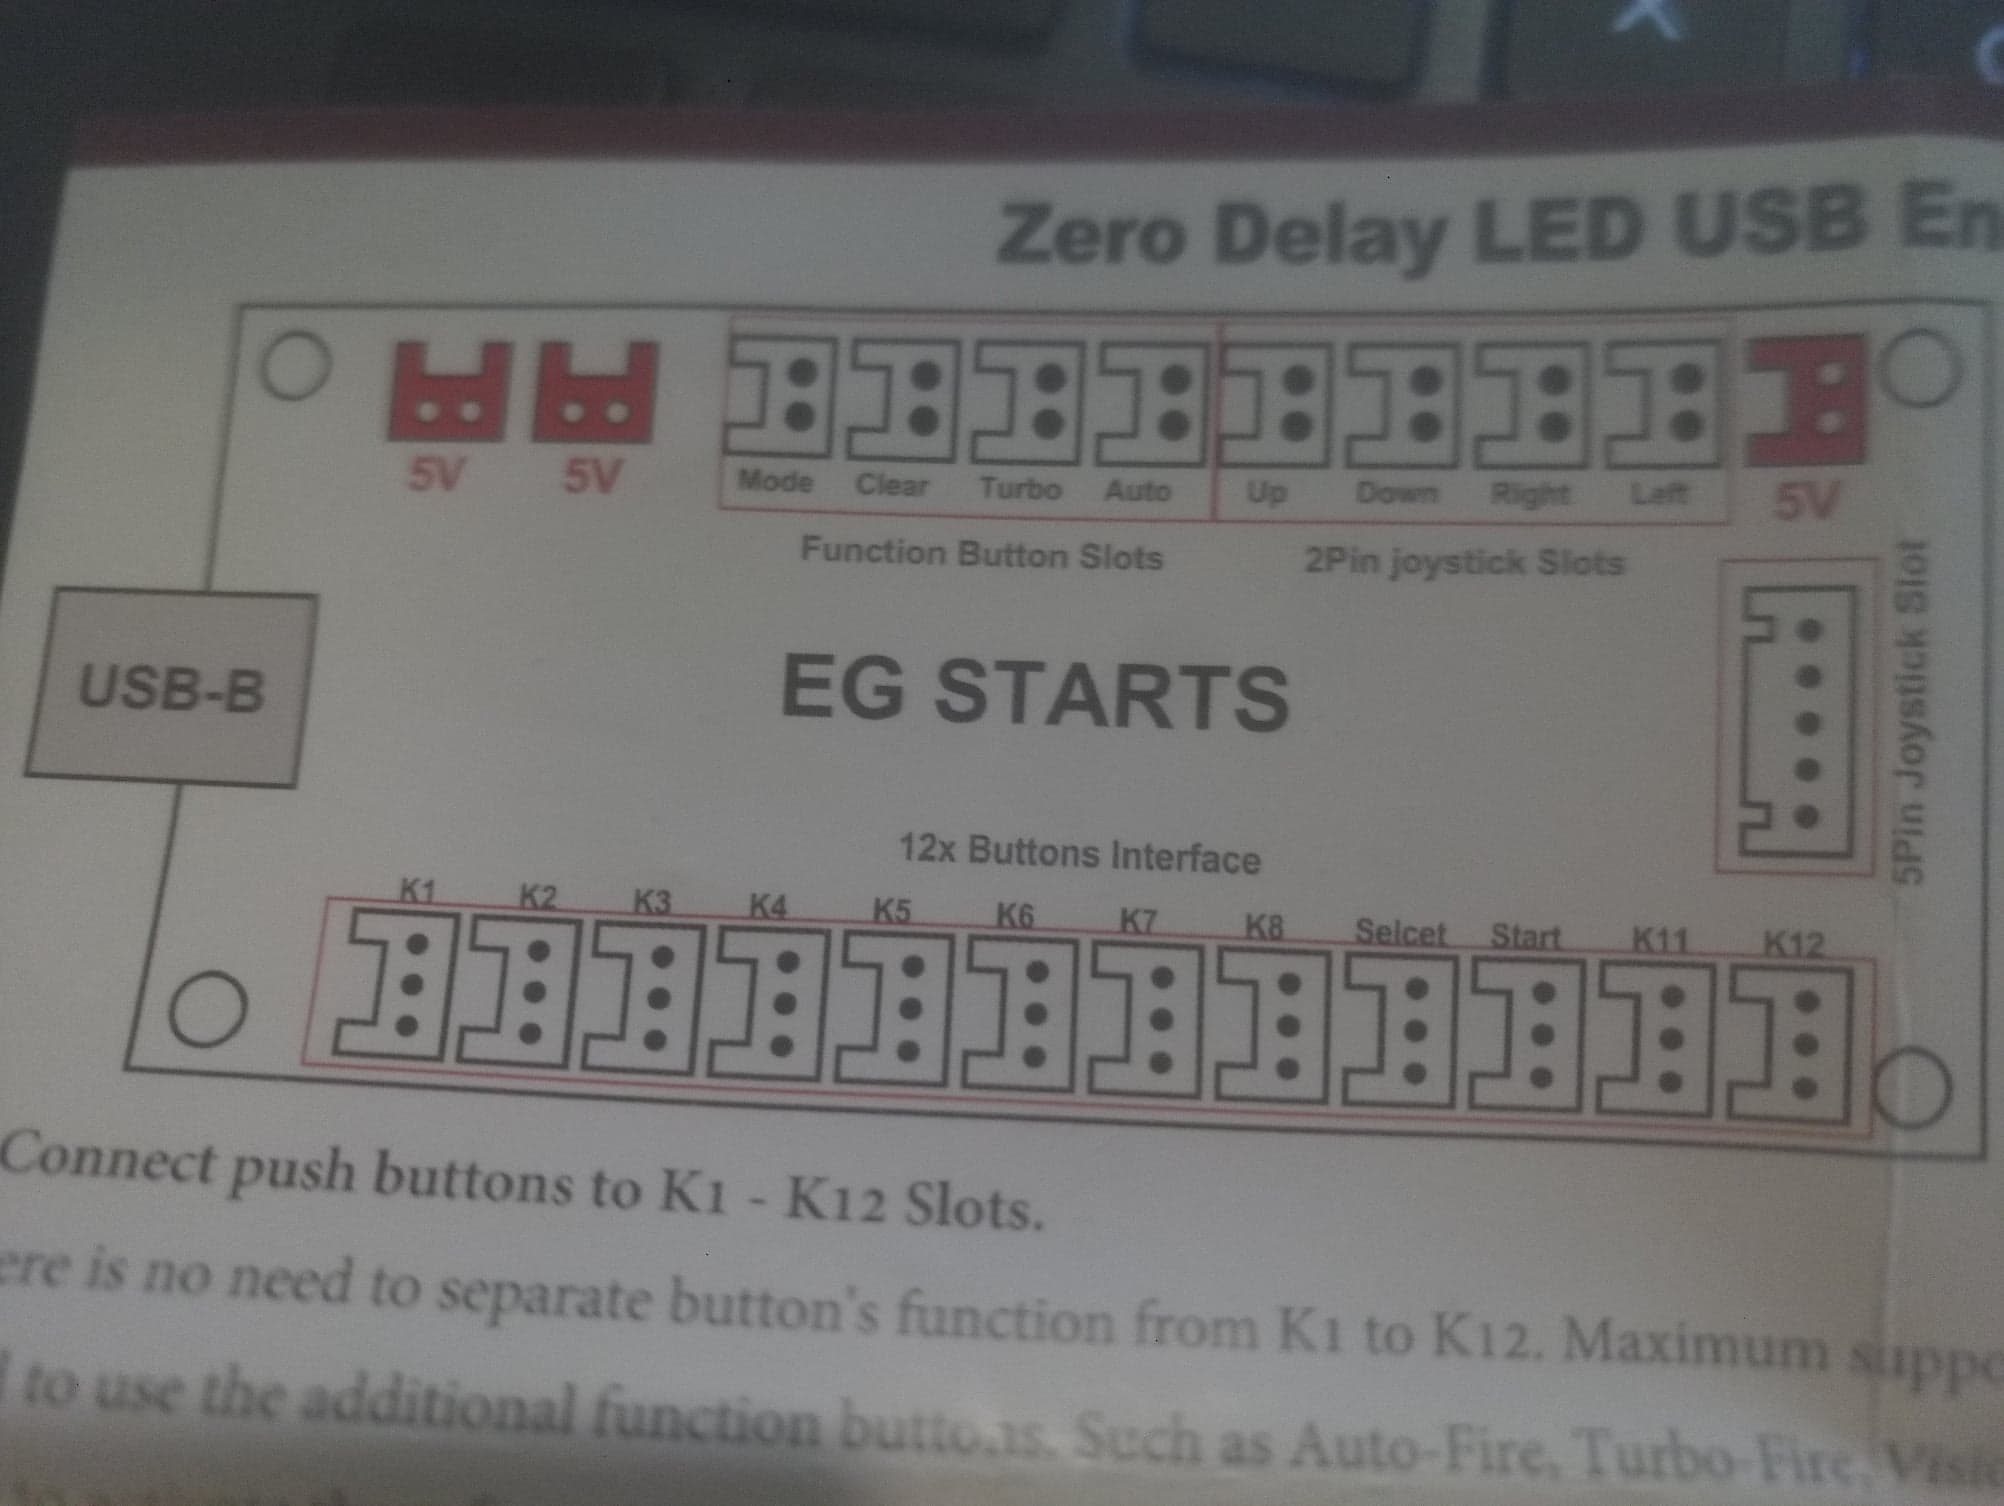 Zero Delay LED USB En
5V 5V Mode Clear Turbo Auto Up Down Right Left 5V
Function Button Slots 2Pin joystick Slots
5Pin Joystick Slot
USB-B EG STARTS
12x Buttons Interface
K1 K2 K3 K4 K5 K6 K7 K8 Selcet Start K11 K12
Connect push buttons to K1 - K12 Slots.
ere is no need to separate button's function from K1 to K12. Maximum suppo
to use the additional function buttons. Such as Auto-Fire, Turbo-Fire,